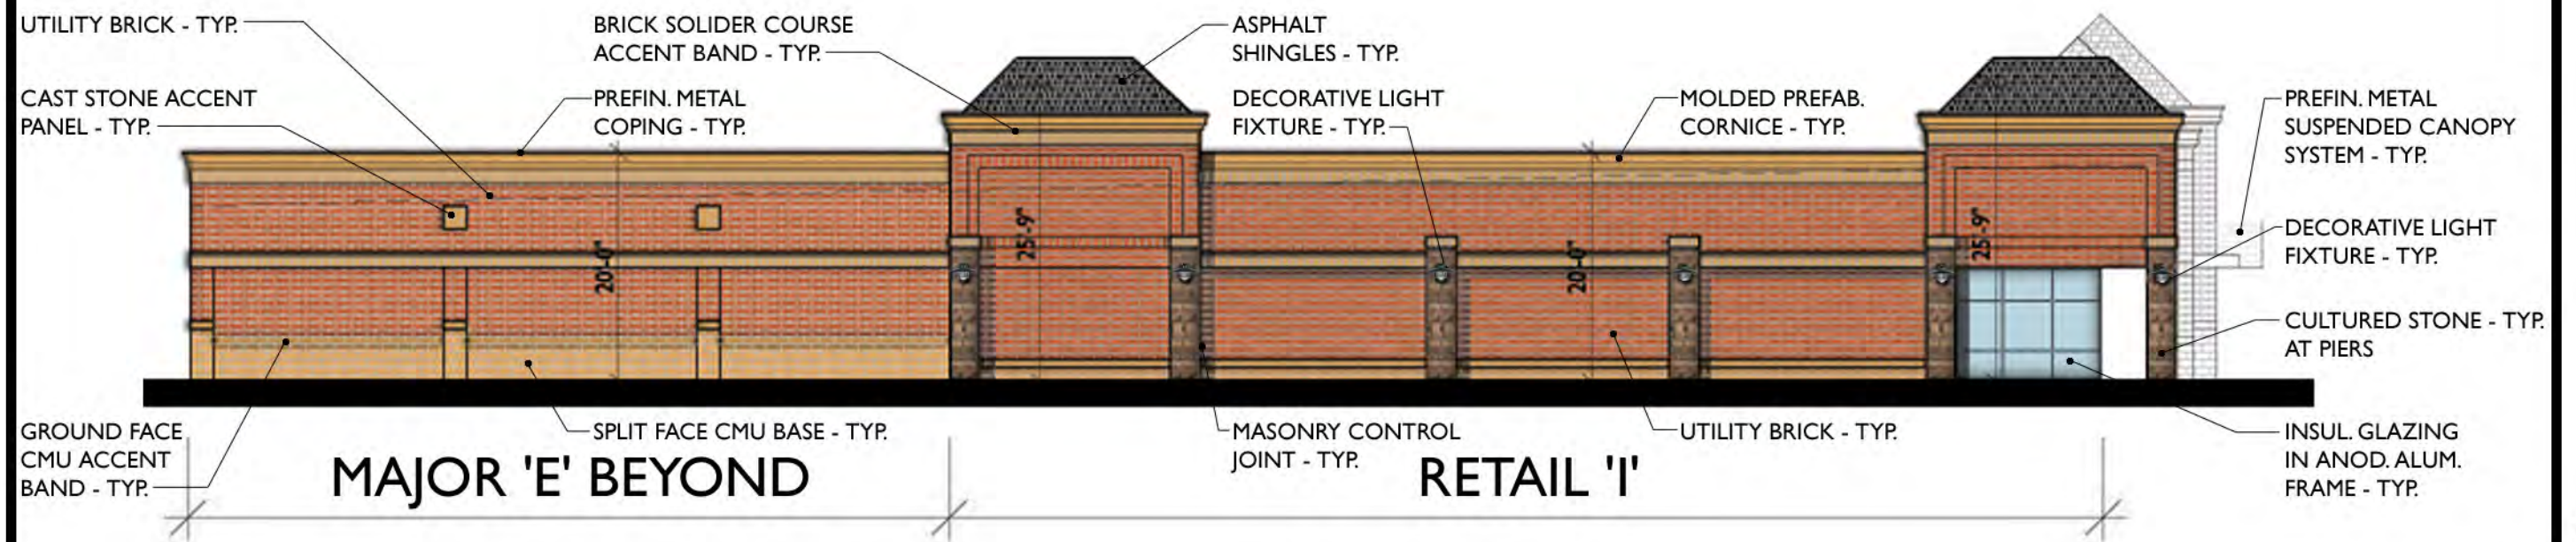 UTILITY BRICK - TYP.
CAST STONE ACCENT
PANEL - TYP.
BRICK SOLIDER COURSE
ACCENT BAND - TYP.
PREFIN. METAL
COPING - TYP.
ASPHALT
SHINGLES - TYP.
DECORATIVE LIGHT
FIXTURE - TYP.
MOLDED PREFAB.
CORNICE - TYP.
PREFIN. METAL
SUSPENDED CANOPY
SYSTEM - TYP.
DECORATIVE LIGHT
FIXTURE - TYP.
CULTURED STONE - TYP.
AT PIERS
INSUL. GLAZING
IN ANOD. ALUM.
FRAME - TYP.
20'-0"
25'-9"
20'-0"
25'-9"
GROUND FACE
CMU ACCENT
BAND - TYP.
SPLIT FACE CMU BASE - TYP.
MASONRY CONTROL
JOINT - TYP.
UTILITY BRICK - TYP.
MAJOR 'E' BEYOND
RETAIL 'I'